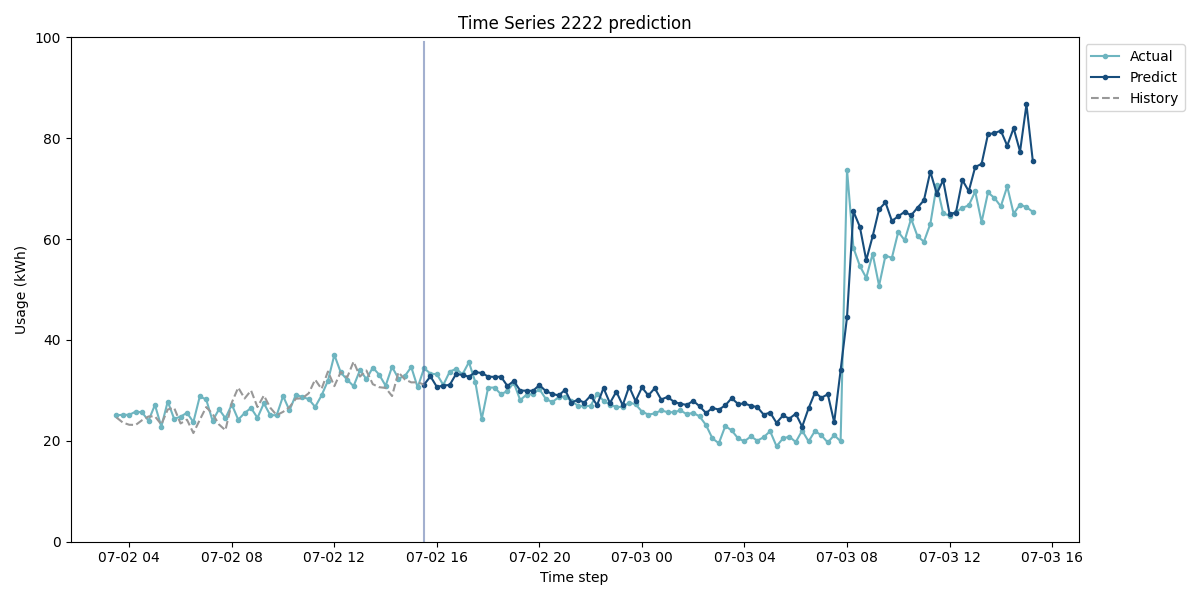 Time Series 2222 prediction
Usage (kWh)
100
80
60
40
20
0
07-02 04
07-02 08
07-02 12
07-02 16
07-02 20
07-03 00
07-03 04
07-03 08
07-03 12
07-03 16
Time step
Actual
Predict
History